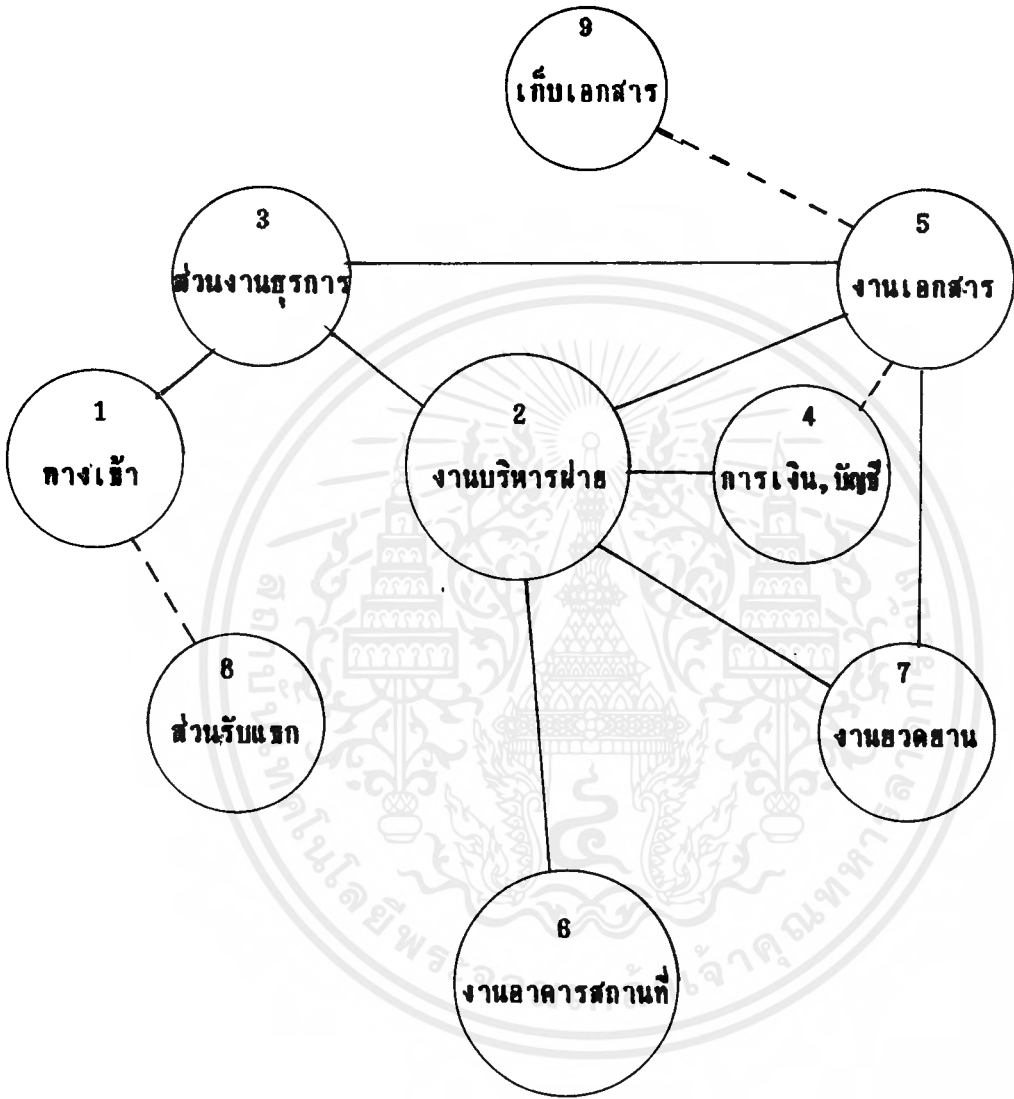 9
เก็บเอกสาร
3
ส่วนงานธุรการ
5
งานเอกสาร
1
ทางเข้า
2
งานบริหารฝ่าย
4
การเงิน,บัญชี
8
ส่วนรับแขก
7
งานยวดยาน
6
งานอาคารสถานที่